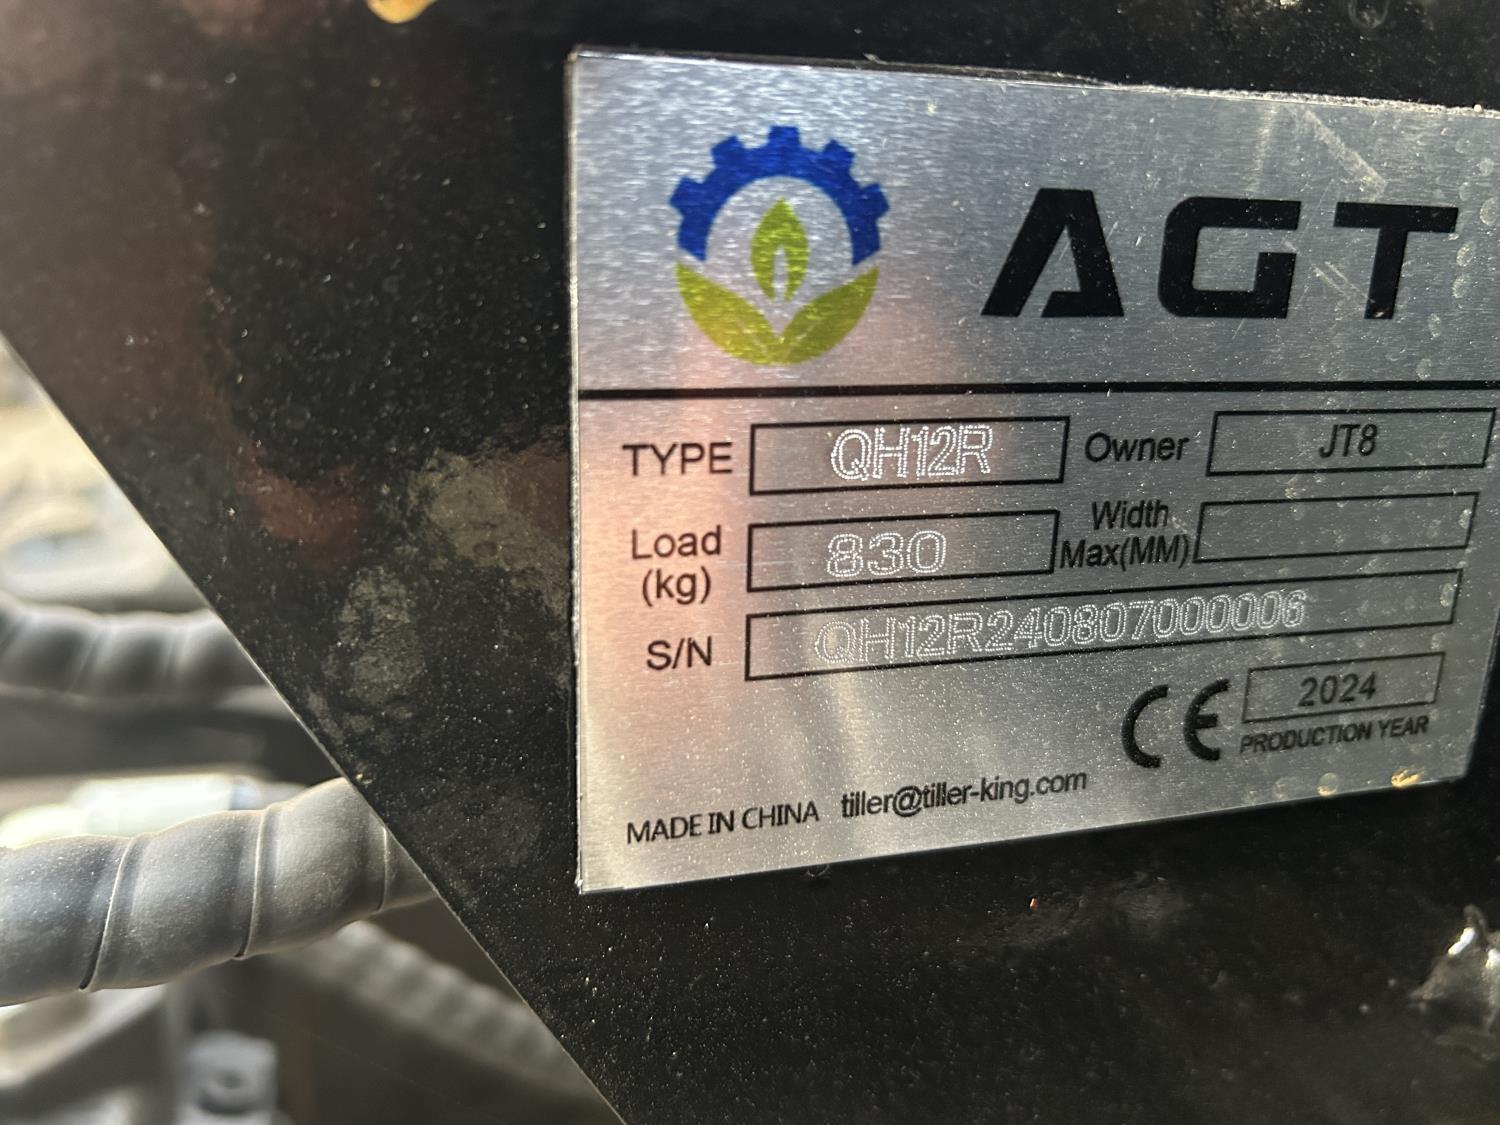 AGT
TYPE QH12R Owner JT8
Load (kg) 830 Width Max(MM)
S/N QH12R240807000006
CE 2024
PRODUCTION YEAR
MADE IN CHINA tiller@tiller-king.com